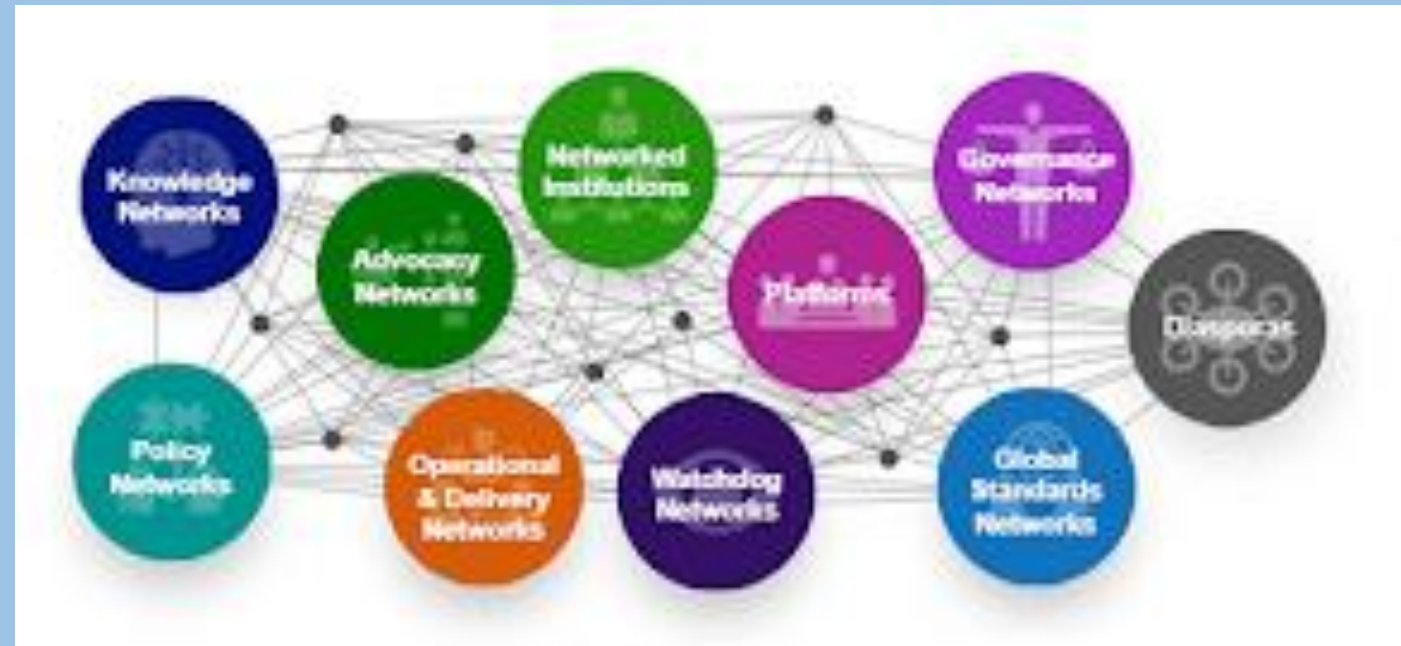 Knowledge
Networks
Advocacy
Networks
Networked
Institutions
Platforms
Governance
Networks
Diasporas
Policy
Networks
Operational
& Delivery
Networks
Watchdog
Networks
Global
Standards
Networks